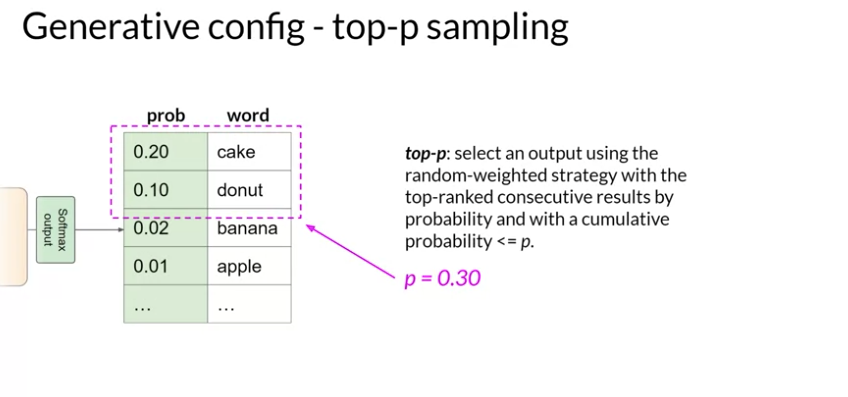 Generative config - top-p sampling
prob word
0.20 cake
0.10 donut
0.02 banana
0.01 apple
... ...
Softmax
output
top-p: select an output using the
random-weighted strategy with the
top-ranked consecutive results by
probability and with a cumulative
probability <= p.
p = 0.30